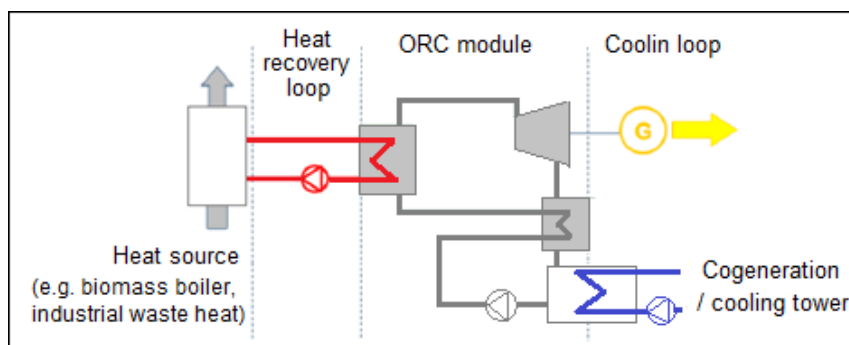 Heat
recovery
loop
ORC module
Coolin loop
G
Heat source
(e.g. biomass boiler,
industrial waste heat)
Cogeneration
/ cooling tower